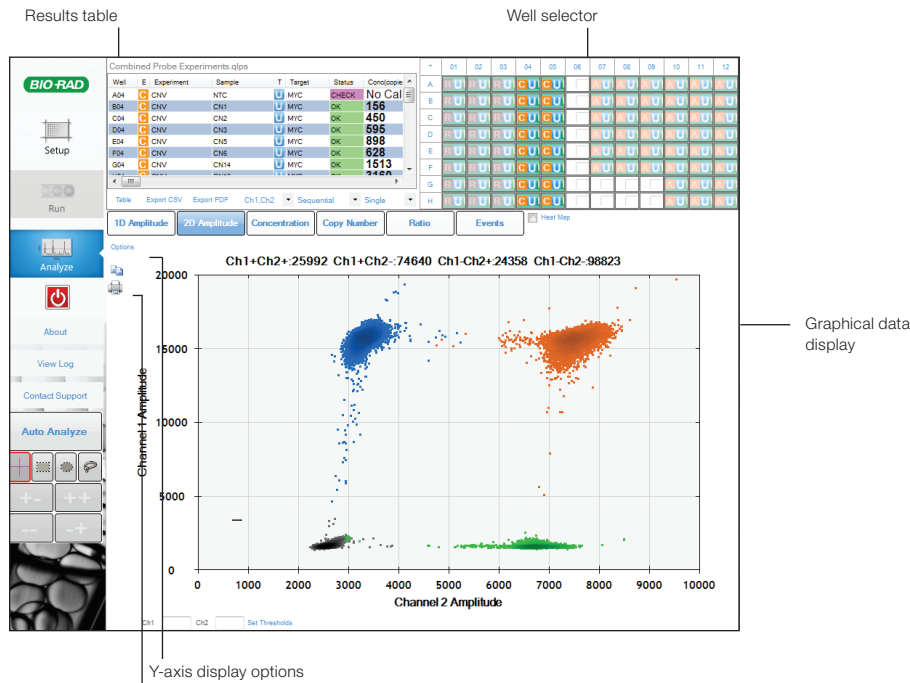 Results table
Well selector
Combined Probe Experiments.qlps
Well E Experiment Sample T Target Status Conc(copie
A04 C CNV NTC U MYC CHECK No Cal
B04 C CNV CN1 U MYC OK 156
C04 C CNV CN2 U MYC OK 450
D04 C CNV CN3 U MYC OK 595
E04 C CNV CN5 U MYC OK 898
F04 C CNV CN6 U MYC OK 628
G04 C CNV CN14 U MYC OK 1513
* 01 02 03 04 05 06 07 08 09 10 11 12
A R U R U R U C U C U A U A U A U A U A U A U
B R U R U R U C U C U A U A U A U A U A U A U
C R U R U R U C U C U A U A U A U A U A U A U
D R U R U R U C U C U A U A U A U A U A U A U
E R U R U R U C U C U A U A U A U A U A U A U
F R U R U R U C U C U A U A U A U A U A U A U
G R U R U R U C U C U A U A U
H R U R U R U C U C U A U A U
BIO-RAD
Setup
Run
Analyze
About
View Log
Contact Support
Auto Analyze
+- ++
-- -+
Table Export CSV Export PDF Ch1,Ch2 Sequential Single
1D Amplitude 2D Amplitude Concentration Copy Number Ratio Events Heat Map
Options
Ch1+Ch2+:25992 Ch1+Ch2-:74640 Ch1-Ch2+:24358 Ch1-Ch2-:98823
20000
15000
10000
5000
0
Channel 1 Amplitude
0 1000 2000 3000 4000 5000 6000 7000 8000 9000 10000
Channel 2 Amplitude
Ch1 Ch2 Set Thresholds
Graphical data
display
Y-axis display options